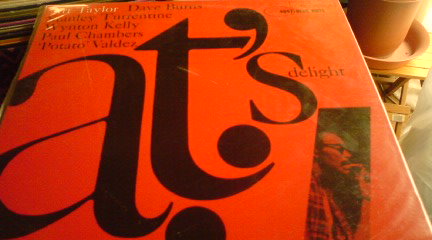 Art Taylor Dave Burns
Stanley Turrentine
Wynton Kelly
Paul Chambers
'Potato' Valdez
a.t.'s
delight